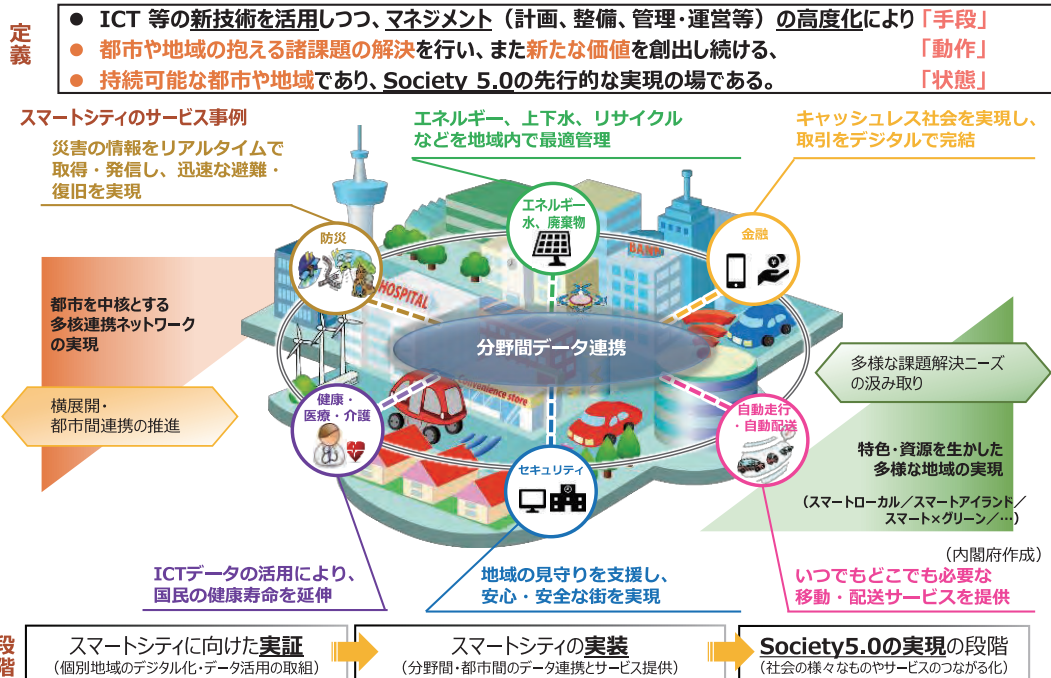 定義
● ICT 等の新技術を活用しつつ、マネジメント（計画、整備、管理・運営等）の高度化により「手段」
● 都市や地域の抱える諸課題の解決を行い、また新たな価値を創出し続ける、「動作」
● 持続可能な都市や地域であり、Society 5.0の先行的な実現の場である。「状態」
スマートシティのサービス事例
災害の情報をリアルタイムで
取得・発信し、迅速な避難・
復旧を実現
エネルギー、上下水、リサイクル
などを地域内で最適管理
キャッシュレス社会を実現し、
取引をデジタルで完結
防災
エネルギー
水、廃棄物
金融
BANK
HOSPITAL
都市を中核とする
多核連携ネットワーク
の実現
分野間データ連携
多様な課題解決ニーズ
の汲み取り
横展開・
都市間連携の推進
健康・
医療・介護
Convenience store
自動走行
・自動配送
セキュリティ
特色・資源を生かした
多様な地域の実現
（スマートローカル／スマートアイランド／
スマート×グリーン／…）
（内閣府作成）
ICTデータの活用により、
国民の健康寿命を延伸
地域の見守りを支援し、
安心・安全な街を実現
いつでもどこでも必要な
移動・配送サービスを提供
段階
スマートシティに向けた実証
（個別地域のデジタル化・データ活用の取組）
スマートシティの実装
（分野間・都市間のデータ連携とサービス提供）
Society5.0の実現の段階
（社会の様々なものやサービスのつながる化）